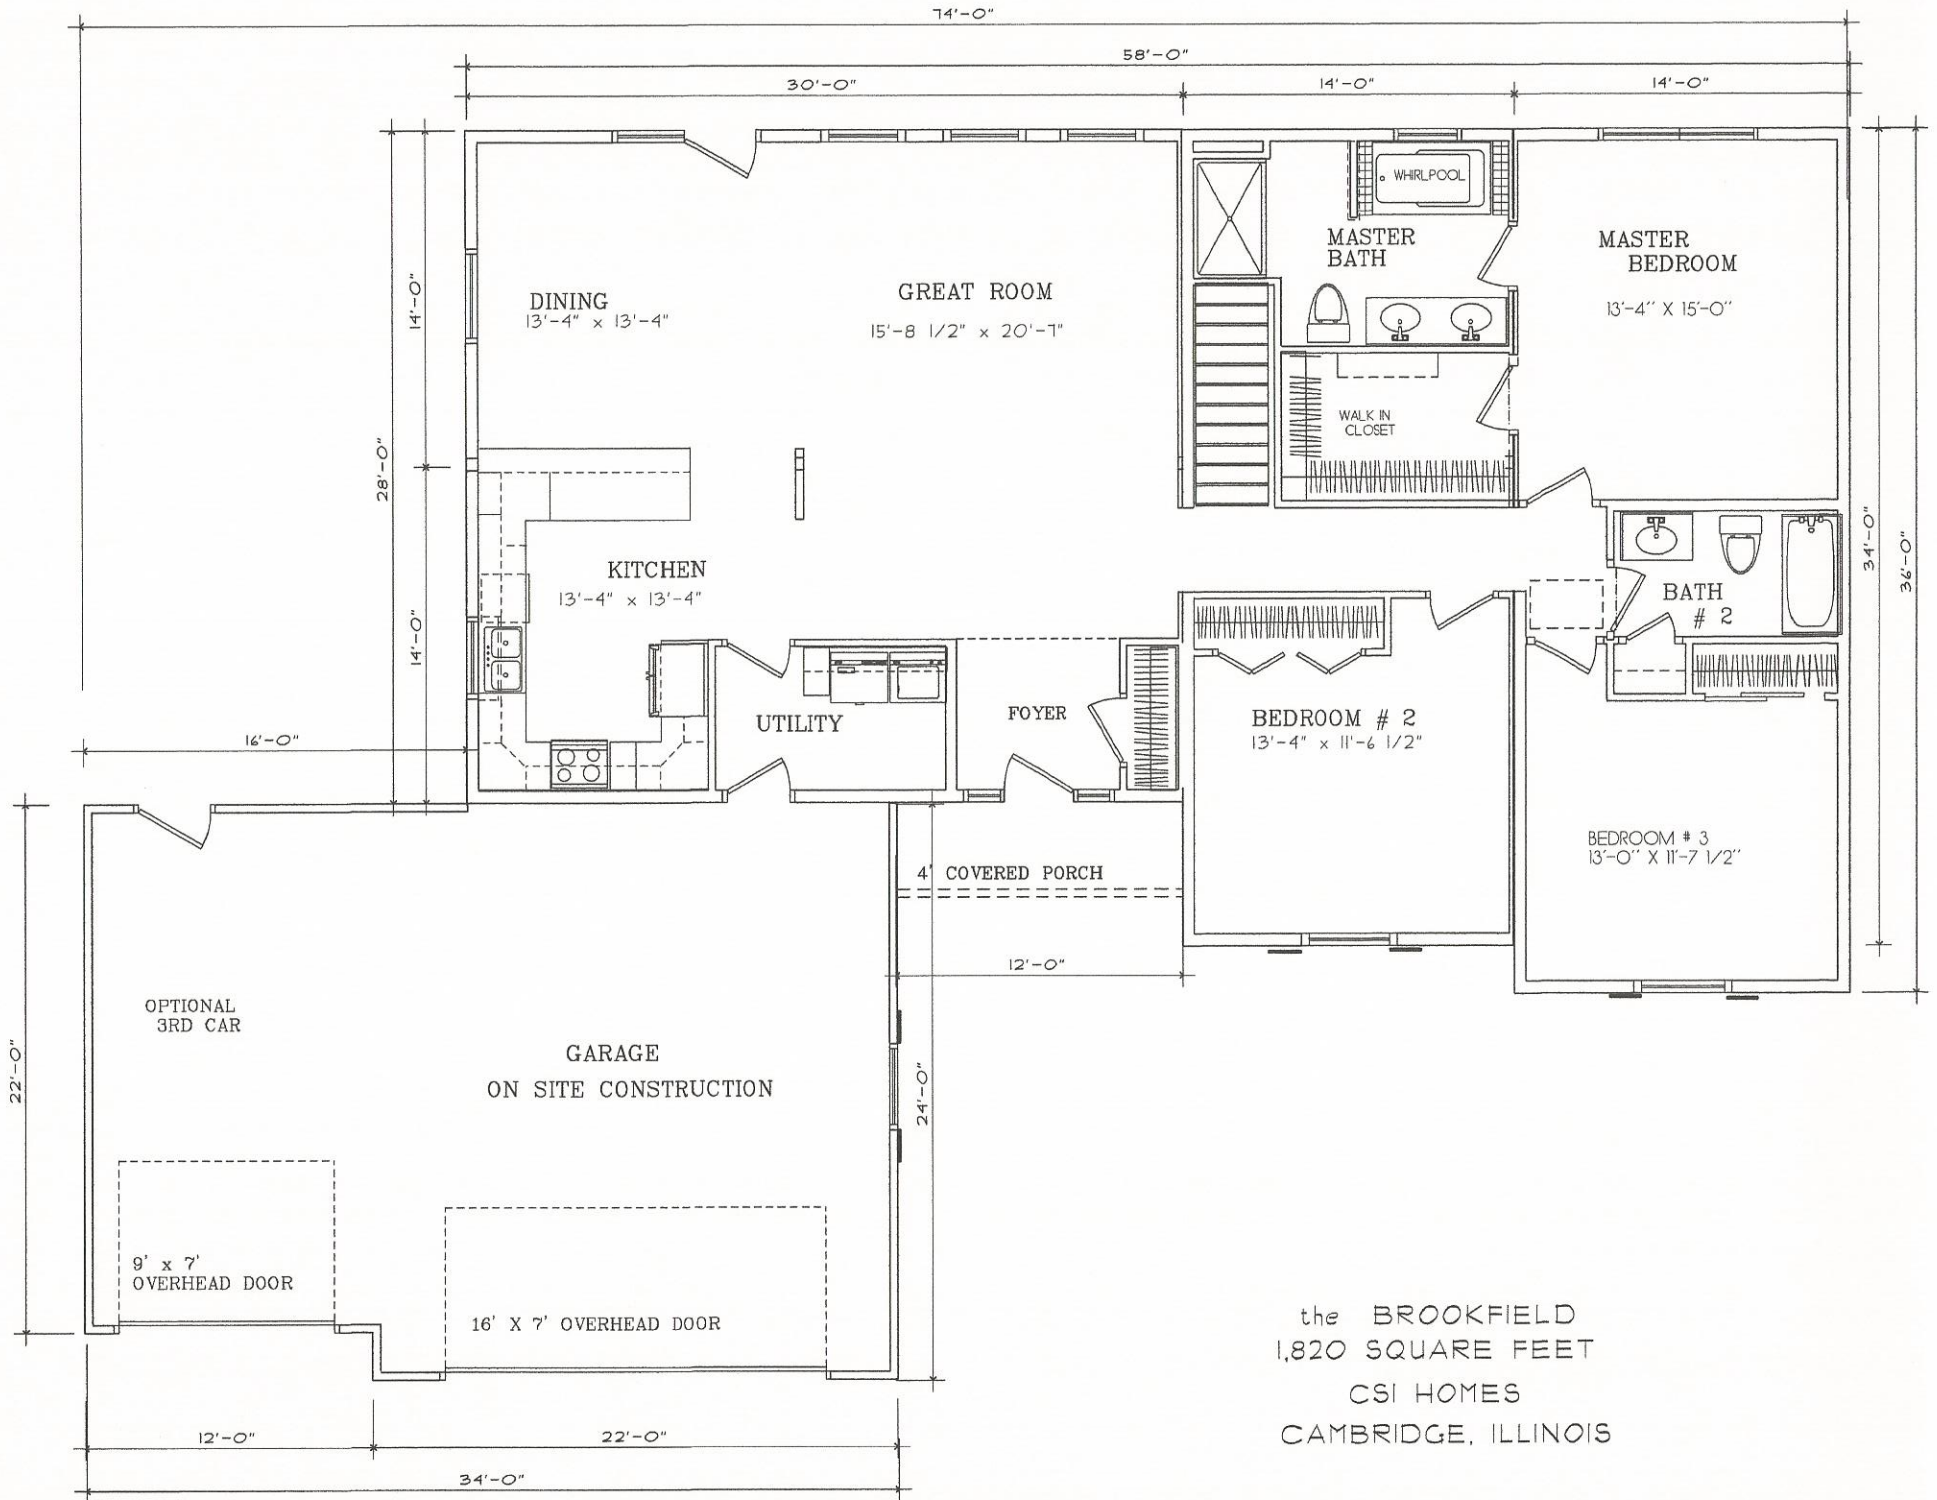 74'-0"
58'-0"
30'-0"
14'-0"
14'-0"
WHIRLPOOL
MASTER
BATH
MASTER
BEDROOM
13'-4" X 15'-0"
14'-0"
DINING
13'-4" x 13'-4"
GREAT ROOM
15'-8 1/2" x 20'-7"
WALK IN
CLOSET
28'-0"
34'-0"
36'-0"
KITCHEN
13'-4" x 13'-4"
14'-0"
BATH
# 2
UTILITY
FOYER
BEDROOM # 2
13'-4" x 11'-6 1/2"
16'-0"
BEDROOM # 3
13'-0" X 11'-7 1/2"
4' COVERED PORCH
12'-0"
OPTIONAL
3RD CAR
GARAGE
ON SITE CONSTRUCTION
22'-0"
24'-0"
9' x 7'
OVERHEAD DOOR
16' X 7' OVERHEAD DOOR
the BROOKFIELD
1,820 SQUARE FEET
CSI HOMES
CAMBRIDGE, ILLINOIS
12'-0"
22'-0"
34'-0"